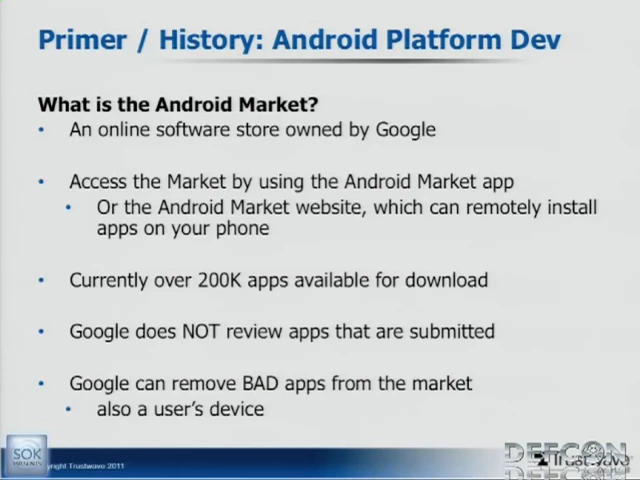 Primer / History: Android Platform Dev
What is the Android Market?
• An online software store owned by Google
• Access the Market by using the Android Market app
• Or the Android Market website, which can remotely install
apps on your phone
• Currently over 200K apps available for download
• Google does NOT review apps that are submitted
• Google can remove BAD apps from the market
• also a user's device
SOK
yright Trustwave 2011
DEFCON
Trustwave